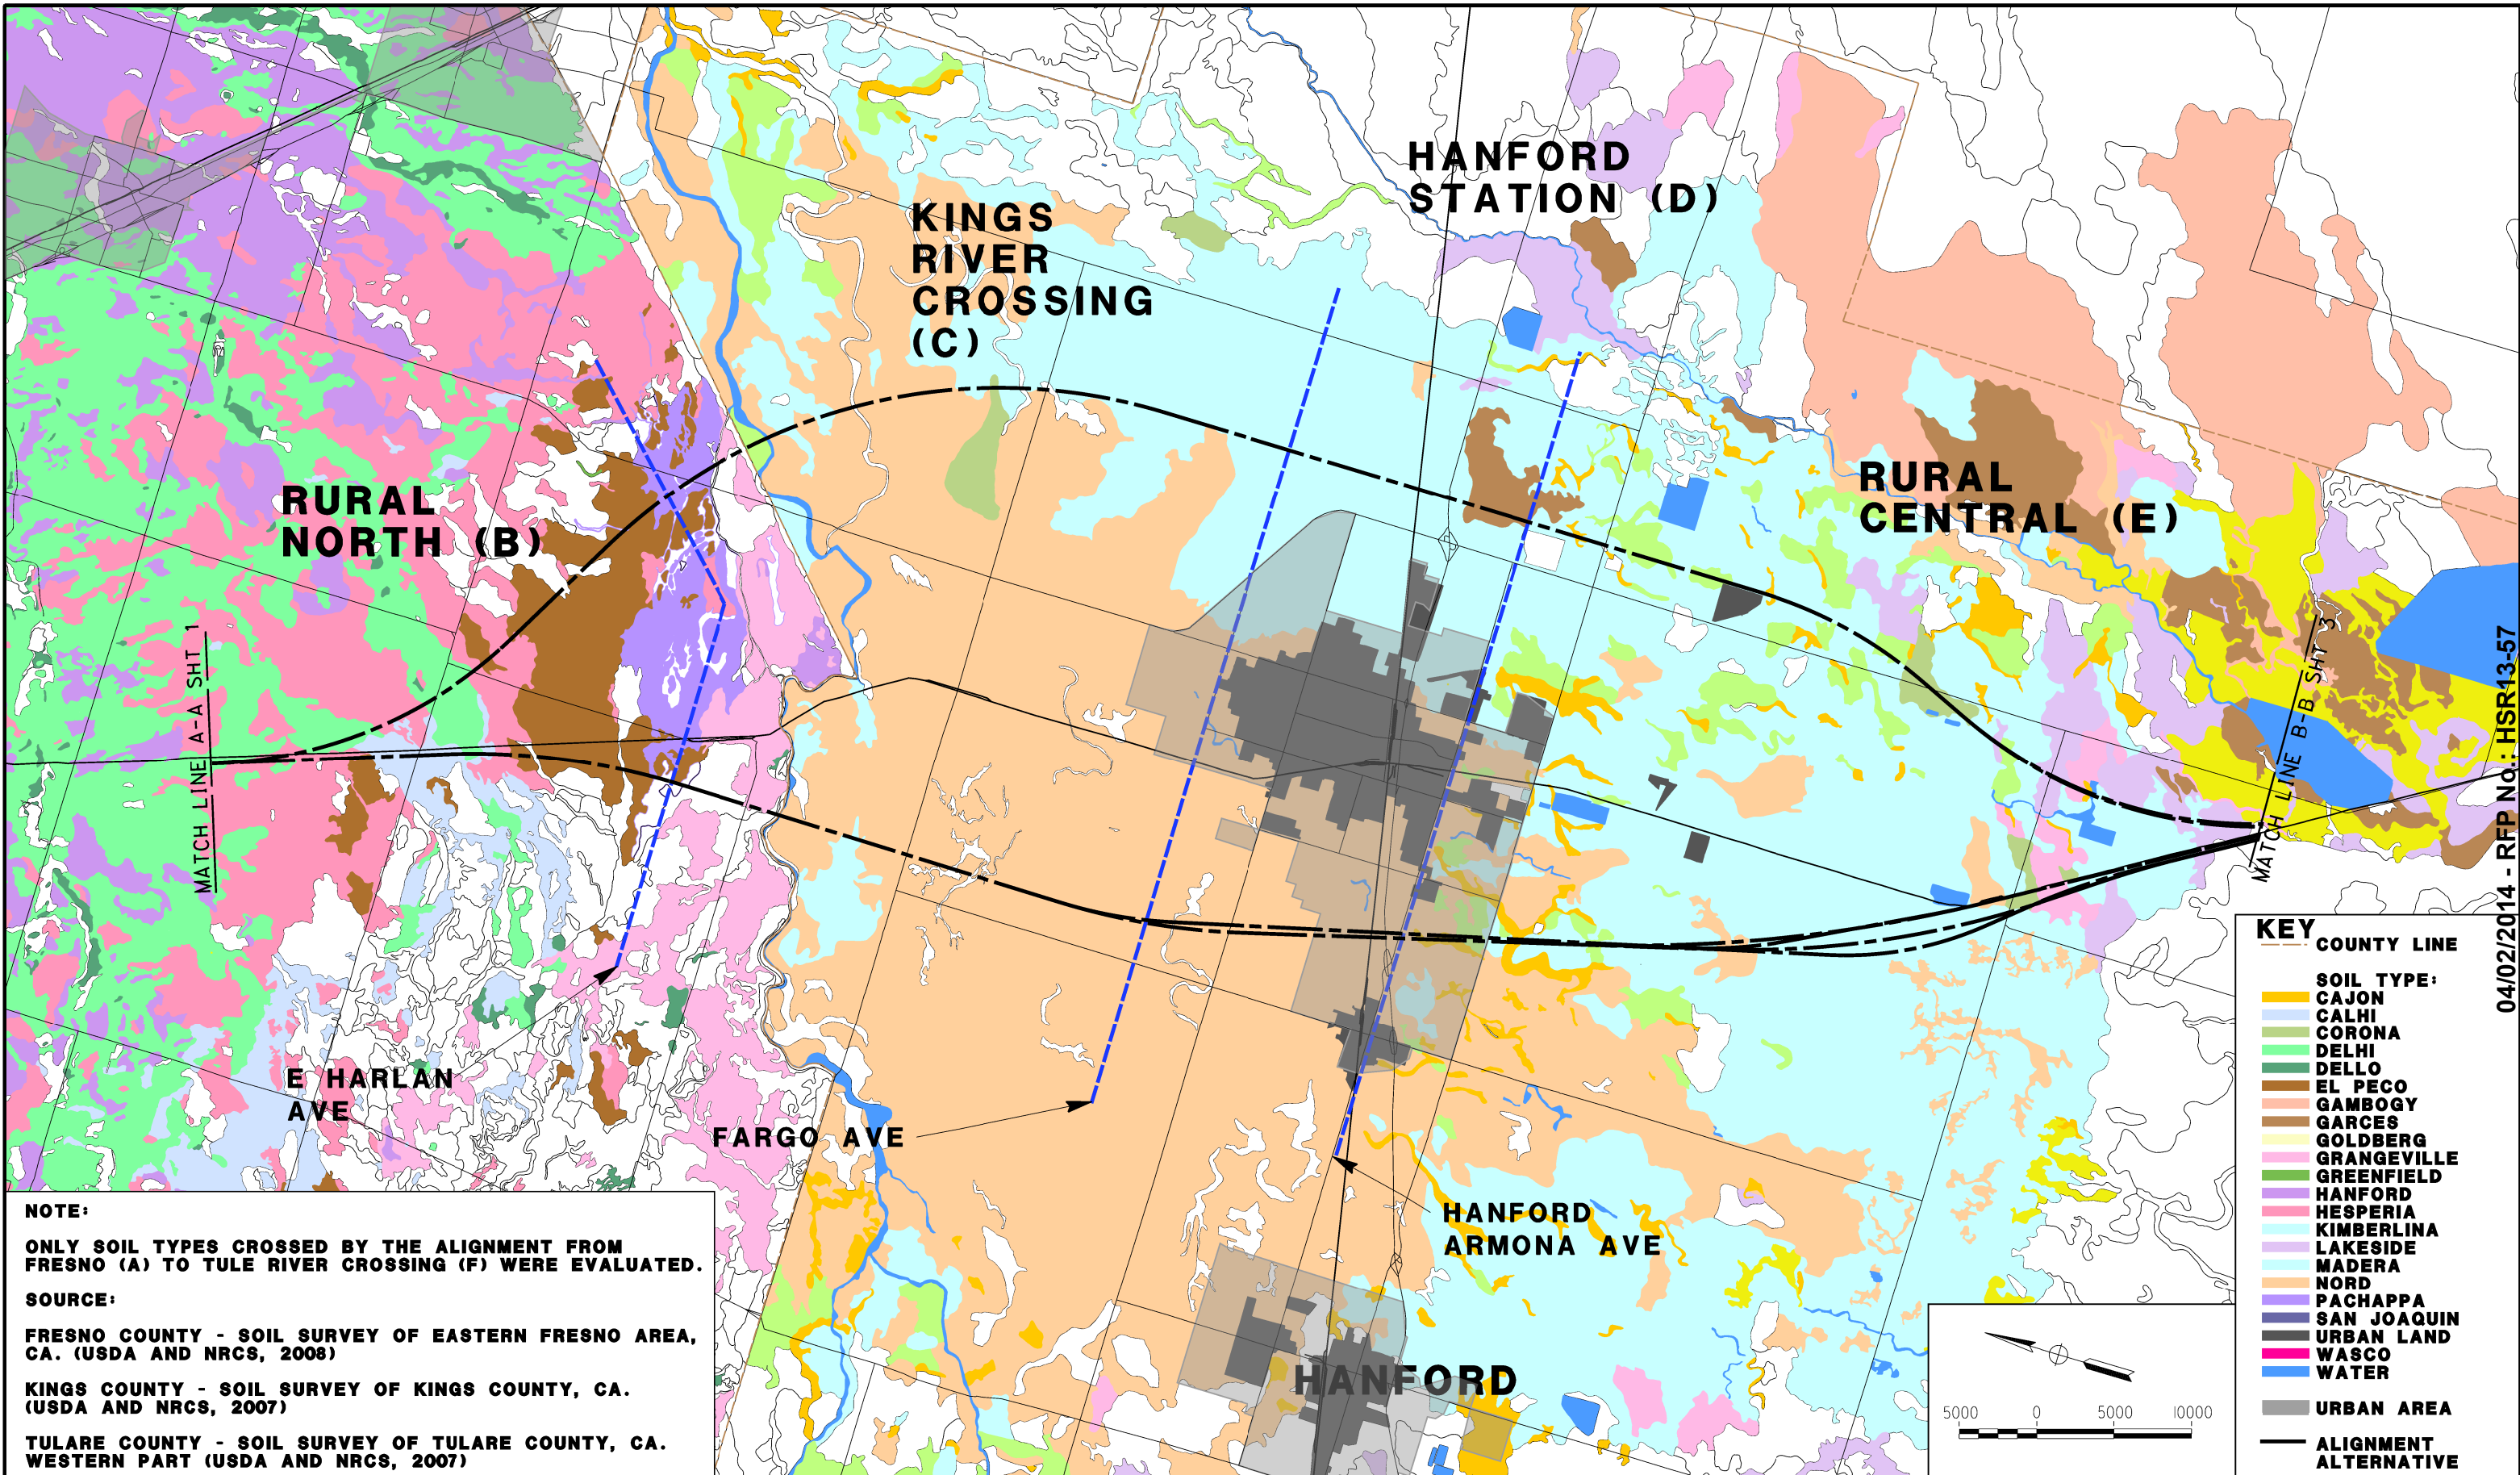 HANFORD
STATION (D)
KINGS
RIVER
CROSSING
(C)
RURAL
NORTH (B)
RURAL
CENTRAL (E)
MATCH LINE A-A SHT 1
MATCH LINE B-B SHT 3
04/02/2014 - RFP No.: HSR13-57
E HARLAN
AVE
FARGO AVE
HANFORD
ARMONA AVE
HANFORD
NOTE:
ONLY SOIL TYPES CROSSED BY THE ALIGNMENT FROM
FRESNO (A) TO TULE RIVER CROSSING (F) WERE EVALUATED.
SOURCE:
FRESNO COUNTY - SOIL SURVEY OF EASTERN FRESNO AREA,
CA. (USDA AND NRCS, 2008)
KINGS COUNTY - SOIL SURVEY OF KINGS COUNTY, CA.
(USDA AND NRCS, 2007)
TULARE COUNTY - SOIL SURVEY OF TULARE COUNTY, CA.
WESTERN PART (USDA AND NRCS, 2007)
5000 0 5000 10000
KEY
COUNTY LINE
SOIL TYPE:
CAJON
CALHI
CORONA
DELHI
DELLO
EL PECO
GAMBOGY
GARCES
GOLDBERG
GRANGEVILLE
GREENFIELD
HANFORD
HESPERIA
KIMBERLINA
LAKESIDE
MADERA
NORD
PACHAPPA
SAN JOAQUIN
URBAN LAND
WASCO
WATER
URBAN AREA
ALIGNMENT
ALTERNATIVE